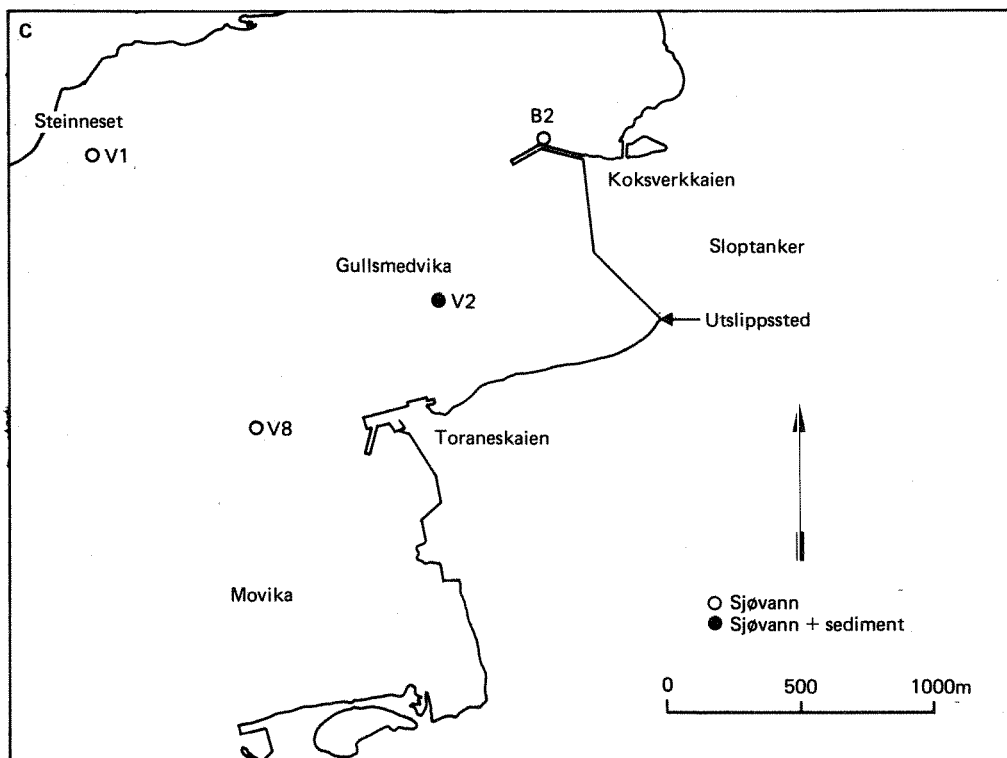 C
Steinneset
V1
B2
Koksverkkaien
Sloptanker
Gullsmedvika
V2
Utslippssted
V8
Toraneskaien
Movika
Sjøvann
Sjøvann + sediment
0 500 1000m